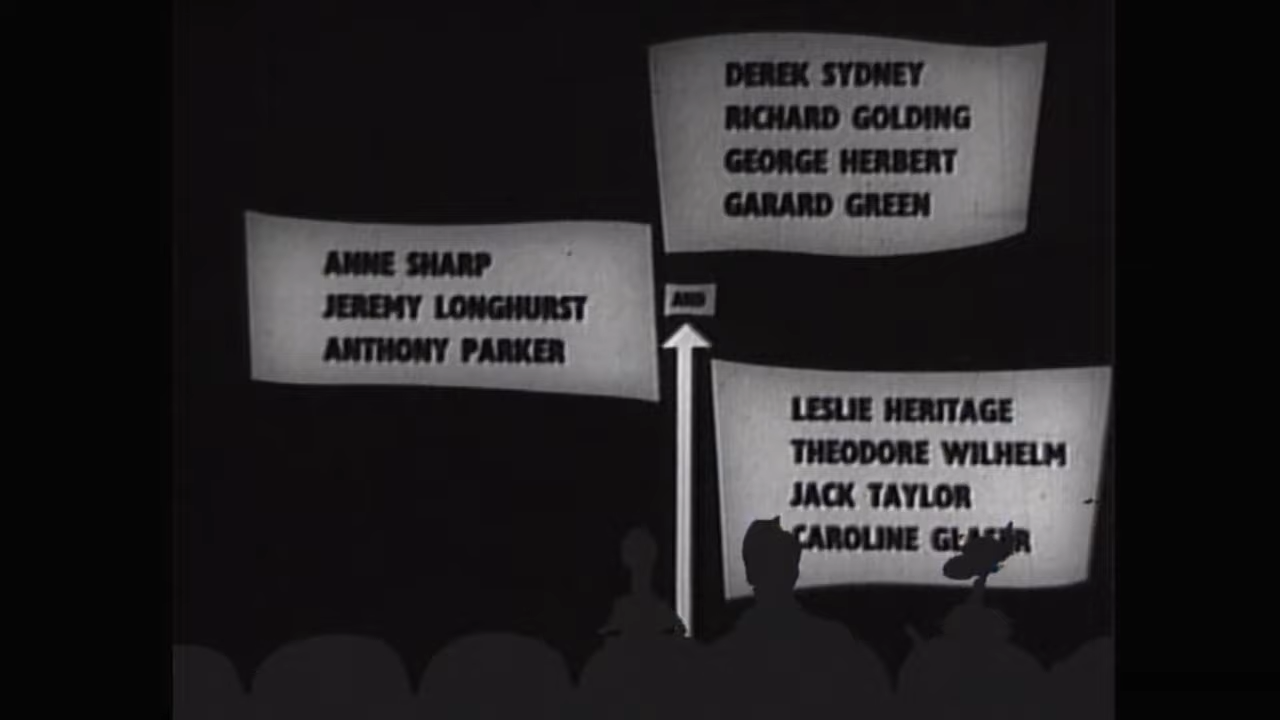 DEREK SYDNEY
RICHARD GOLDING
GEORGE HERBERT
GARARD GREEN
ANNE SHARP
JEREMY LONGHURST
ANTHONY PARKER
AND
LESLIE HERITAGE
THEODORE WILHELM
JACK TAYLOR
CAROLINE